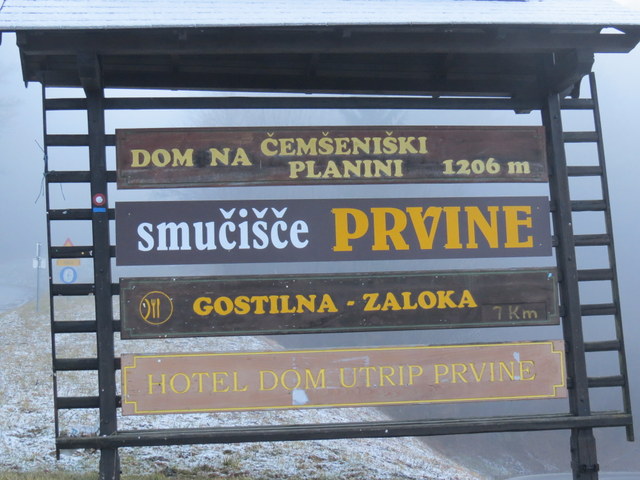 DOM NA ČEMŠENIŠKI
PLANINI 1206 m
smučišče PRVINE
GOSTILNA - ZALOKA
7 Km
HOTEL DOM UTRIP PRVINE